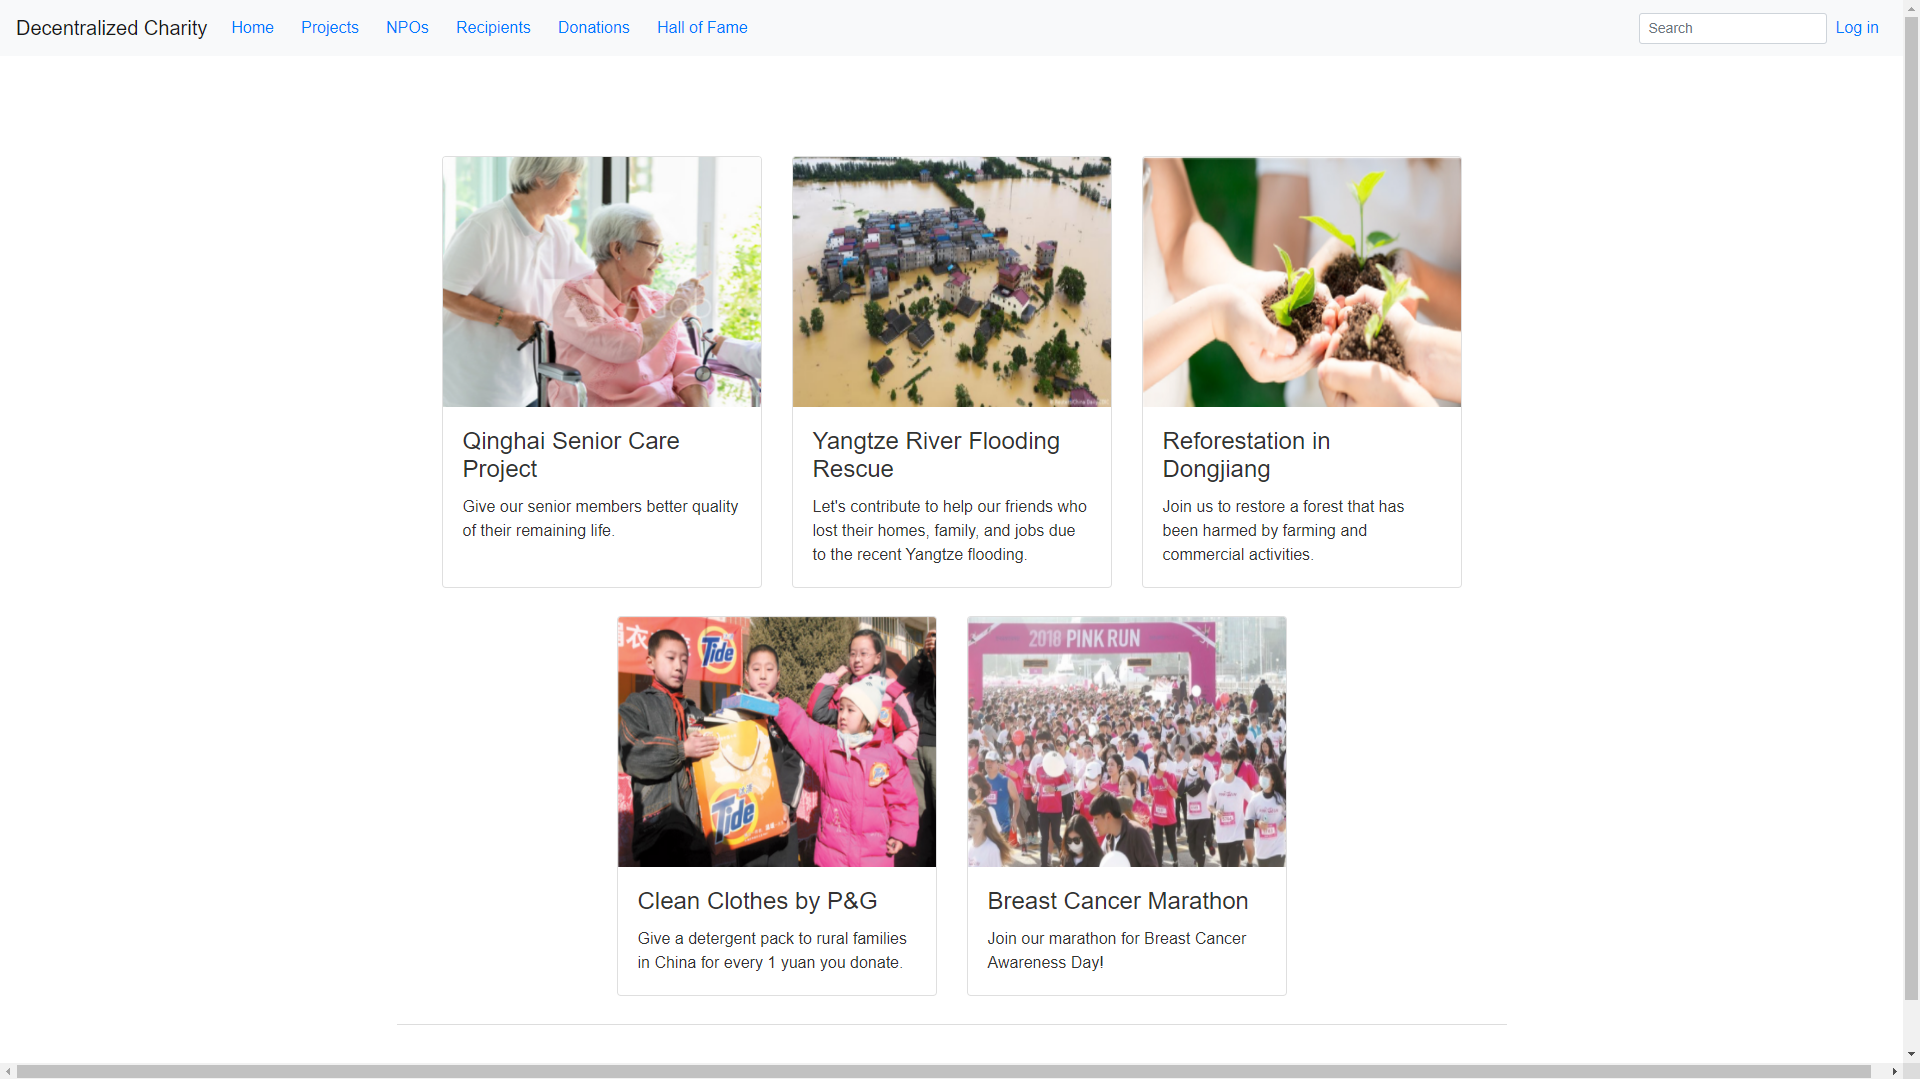 Decentralized Charity Home Projects NPOs Recipients Donations Hall of Fame Search Log in
Qinghai Senior Care
Project
Give our senior members better quality
of their remaining life.
Yangtze River Flooding
Rescue
Let's contribute to help our friends who
lost their homes, family, and jobs due
to the recent Yangtze flooding.
Reforestation in
Dongjiang
Join us to restore a forest that has
been harmed by farming and
commercial activities.
衣
Tide
Tide
2018 PINK RUN
Clean Clothes by P&G
Give a detergent pack to rural families
in China for every 1 yuan you donate.
Breast Cancer Marathon
Join our marathon for Breast Cancer
Awareness Day!